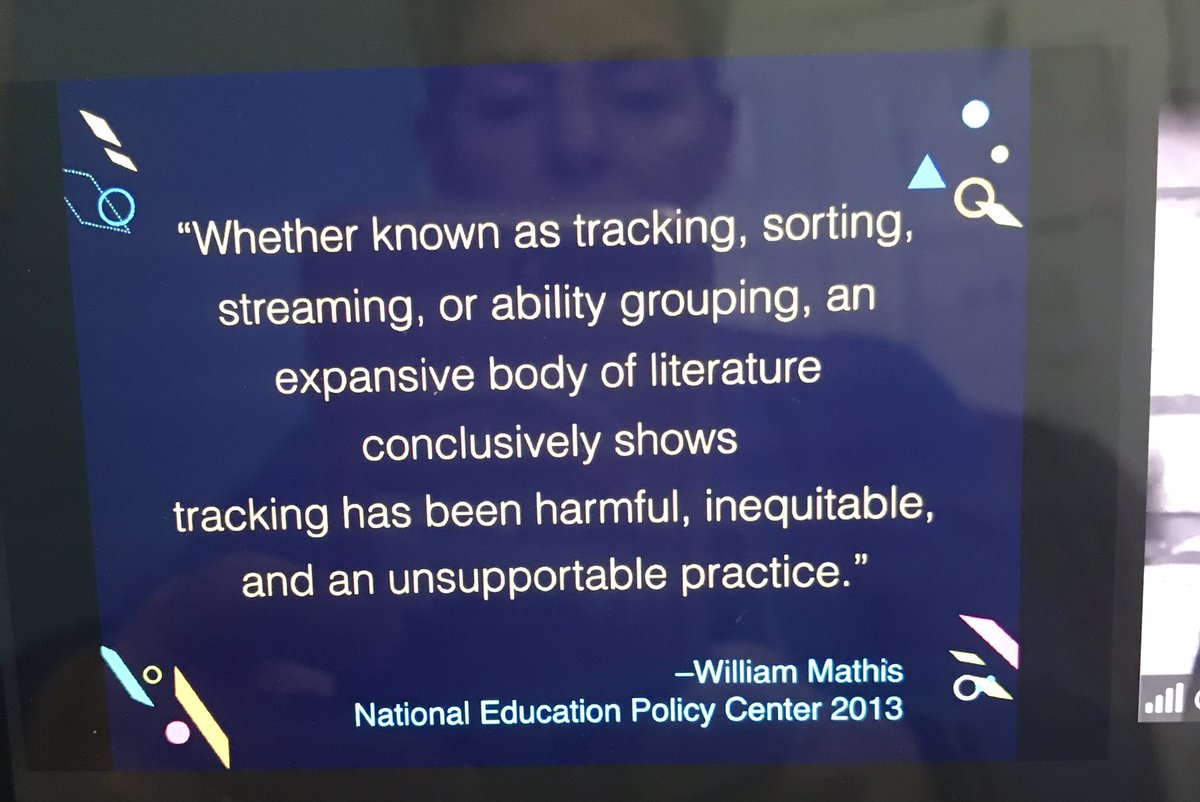 “Whether known as tracking, sorting,
streaming, or ability grouping, an
expansive body of literature
conclusively shows
tracking has been harmful, inequitable,
and an unsupportable practice.”
–William Mathis
National Education Policy Center 2013